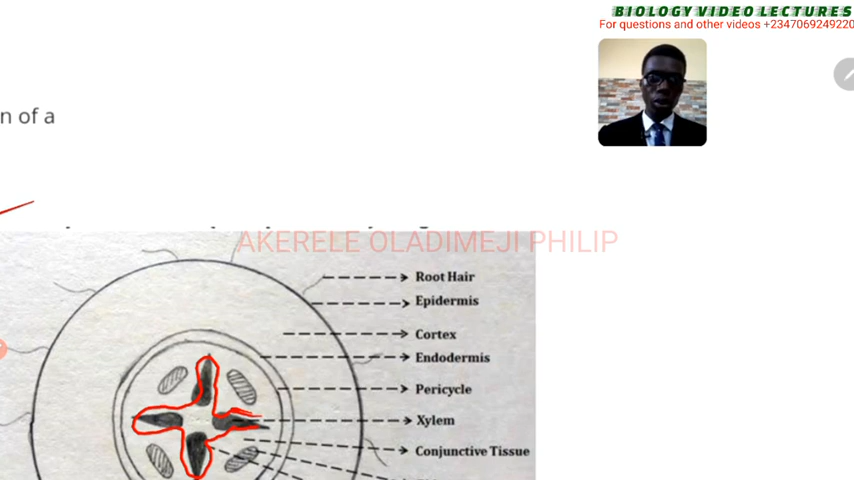 BIOLOGY VIDEO LECTURES
For questions and other videos +2347069249220
n of a
AKERELE OLADIMEJI PHILIP
Root Hair
Epidermis
Cortex
Endodermis
Pericycle
Xylem
Conjunctive Tissue